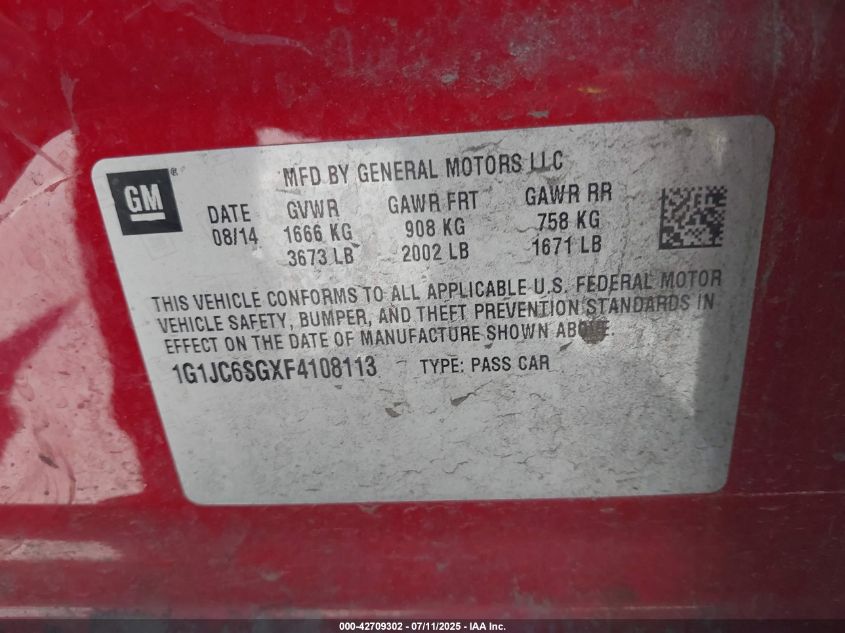 GM
MFD BY GENERAL MOTORS LLC
DATE GVWR GAWR FRT GAWR RR
08/14 1666 KG 908 KG 758 KG
3673 LB 2002 LB 1671 LB
THIS VEHICLE CONFORMS TO ALL APPLICABLE U.S. FEDERAL MOTOR
VEHICLE SAFETY, BUMPER, AND THEFT PREVENTION STANDARDS IN
EFFECT ON THE DATE OF MANUFACTURE SHOWN ABOVE.
1G1JC6SGXF4108113 TYPE: PASS CAR
000-42709302 - 07/11/2025 - IAA Inc.